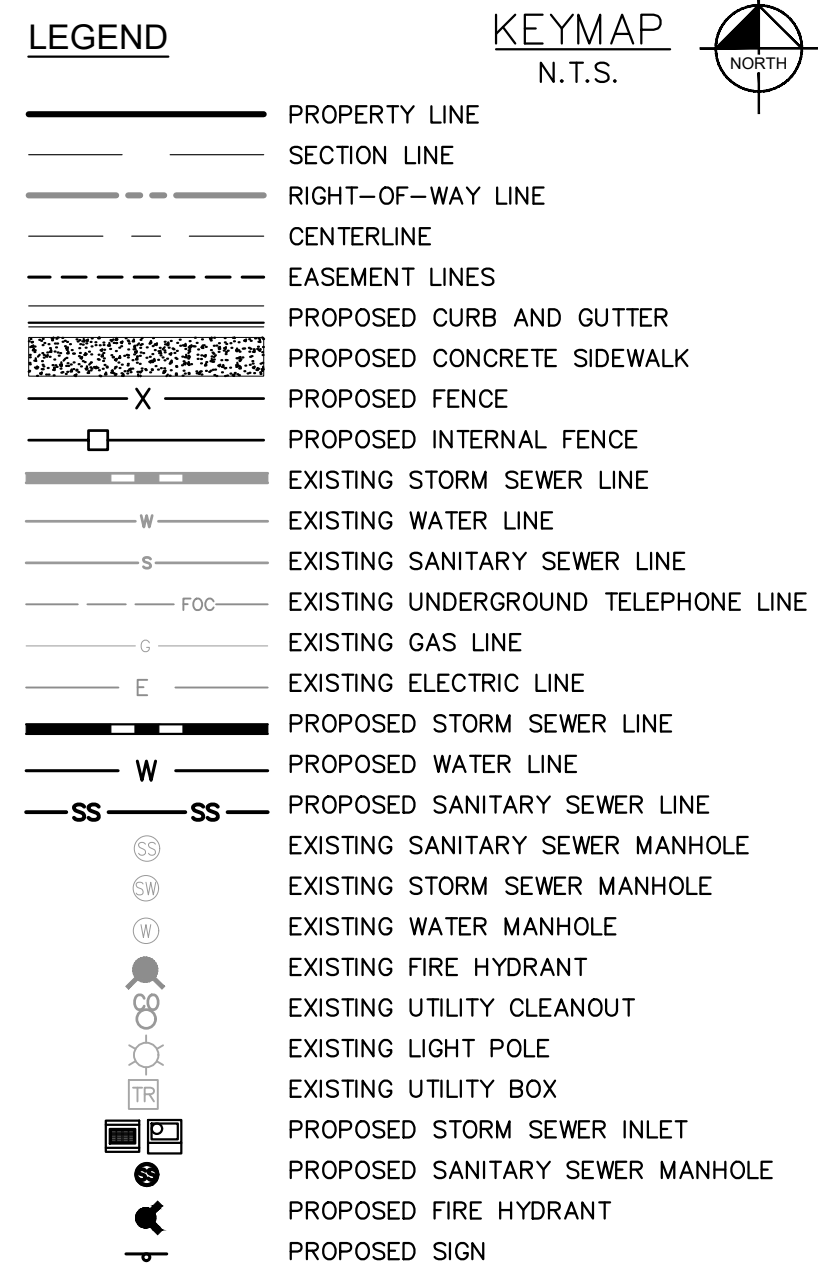 LEGEND
KEYMAP
N.T.S.
NORTH
PROPERTY LINE
SECTION LINE
RIGHT-OF-WAY LINE
CENTERLINE
EASEMENT LINES
PROPOSED CURB AND GUTTER
PROPOSED CONCRETE SIDEWALK
X PROPOSED FENCE
PROPOSED INTERNAL FENCE
EXISTING STORM SEWER LINE
W EXISTING WATER LINE
S EXISTING SANITARY SEWER LINE
FOC EXISTING UNDERGROUND TELEPHONE LINE
G EXISTING GAS LINE
E EXISTING ELECTRIC LINE
PROPOSED STORM SEWER LINE
W PROPOSED WATER LINE
SS SS PROPOSED SANITARY SEWER LINE
SS EXISTING SANITARY SEWER MANHOLE
SW EXISTING STORM SEWER MANHOLE
W EXISTING WATER MANHOLE
EXISTING FIRE HYDRANT
CO EXISTING UTILITY CLEANOUT
EXISTING LIGHT POLE
TR EXISTING UTILITY BOX
PROPOSED STORM SEWER INLET
SS PROPOSED SANITARY SEWER MANHOLE
PROPOSED FIRE HYDRANT
PROPOSED SIGN